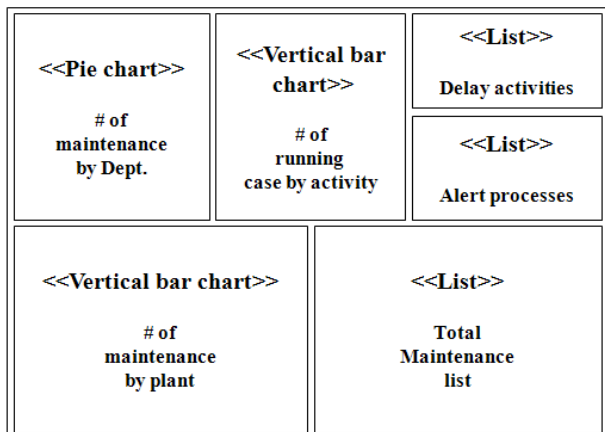 <<Pie chart>>
# of
maintenance
by Dept.
<<Vertical bar
chart>>
# of
running
case by activity
<<List>>
Delay activities
<<List>>
Alert processes
<<Vertical bar chart>>
# of
maintenance
by plant
<<List>>
Total
Maintenance
list